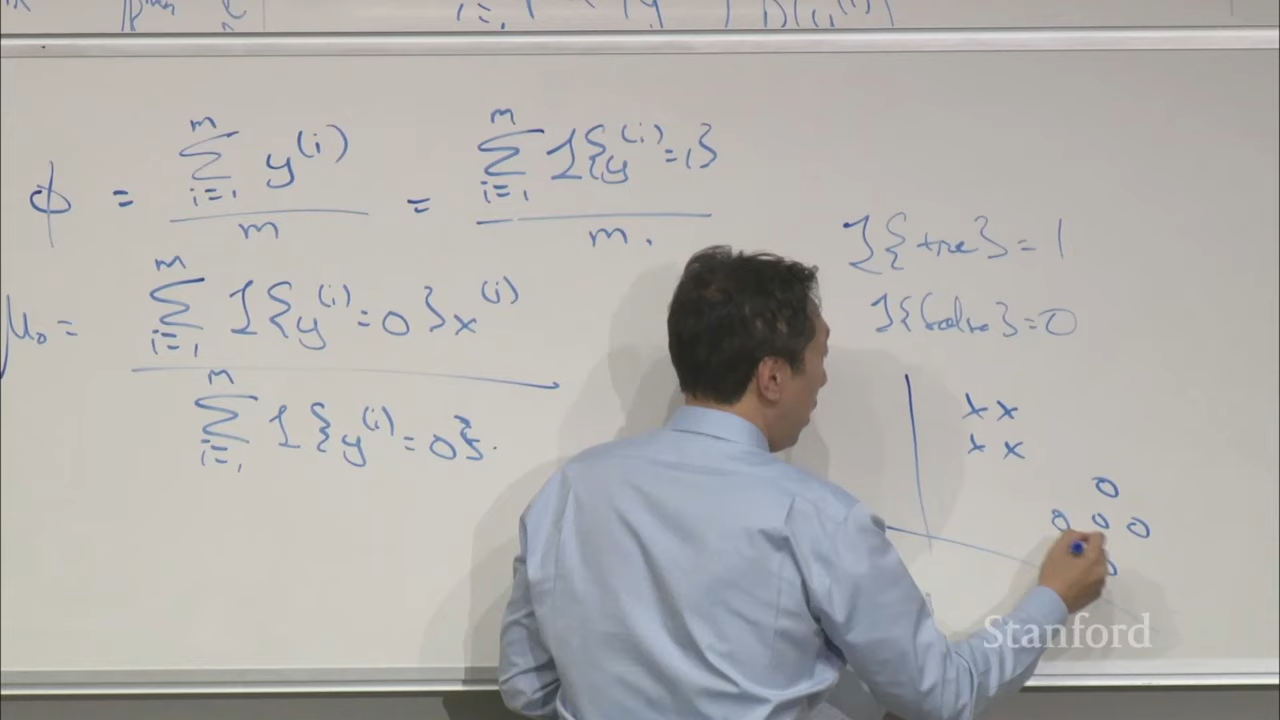 ϕ = Σ_{i=1}^{m} y^{(i)} / m = Σ_{i=1}^{m} 1{y^{(i)}=1} / m.
1{true}=1
μ₀ = Σ_{i=1}^{m} 1{y^{(i)}=0}x^{(i)} / Σ_{i=1}^{m} 1{y^{(i)}=0}.
1{false}=0
x x
x x
o
o o o
o
Stanford